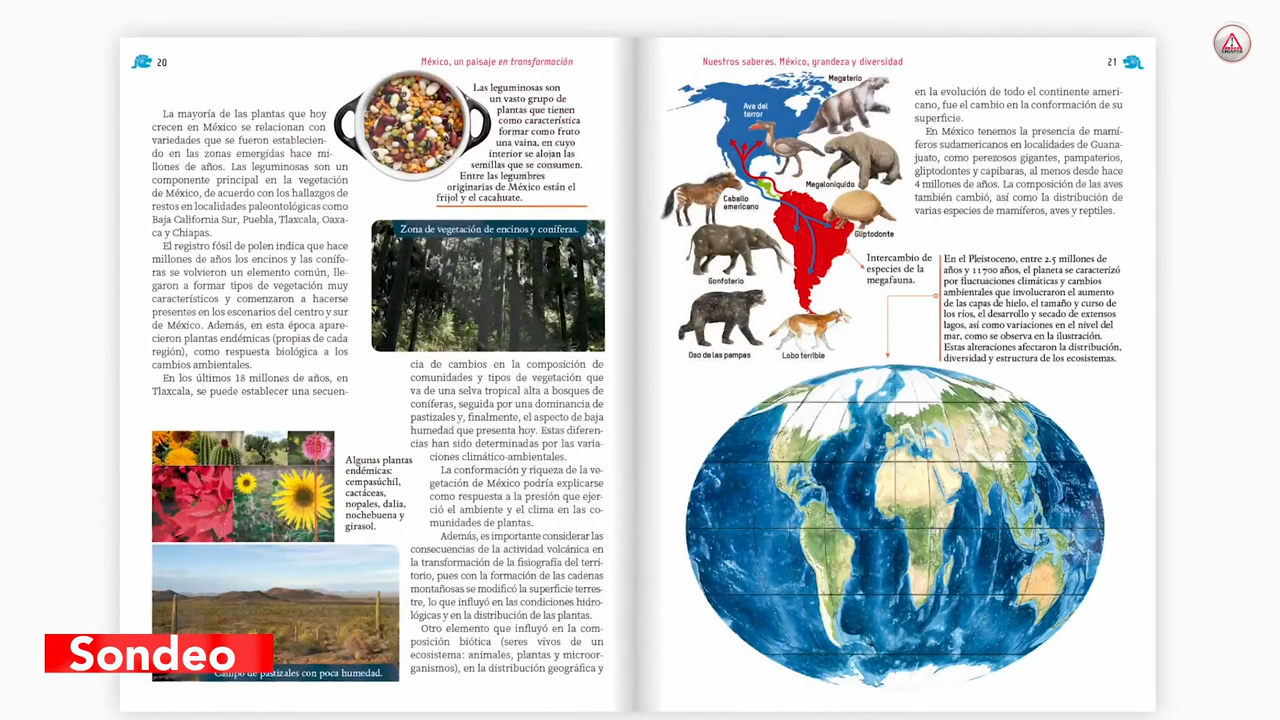 20
México, un paisaje en transformación
La mayoría de las plantas que hoy
crecen en México se relacionan con
variedades que se fueron establecien-
do en las zonas emergidas hace mi-
llones de años. Las leguminosas son un
componente principal en la vegetación
de México, de acuerdo con los hallazgos de
restos en localidades paleontológicas como
Baja California Sur, Puebla, Tlaxcala, Oaxa-
ca y Chiapas.
El registro fósil de polen indica que hace
millones de años los encinos y las conífe-
ras se volvieron un elemento común, lle-
garon a formar tipos de vegetación muy
característicos y comenzaron a hacerse
presentes en los escenarios del centro y sur
de México. Además, en esta época apare-
cieron plantas endémicas (propias de cada
región), como respuesta biológica a los
cambios ambientales.
En los últimos 18 millones de años, en
Tlaxcala, se puede establecer una secuen-
Las leguminosas son
un vasto grupo de
plantas que tienen
como característica
formar como fruto
una vaina, en cuyo
interior se alojan las
semillas que se consumen.
Entre las legumbres
originarias de México están el
frijol y el cacahuate.
Zona de vegetación de encinos y coníferas.
cia de cambios en la composición de
comunidades y tipos de vegetación que
va de una selva tropical alta a bosques de
coníferas, seguida por una dominancia de
pastizales y, finalmente, el aspecto de baja
humedad que presenta hoy. Estas diferen-
cias han sido determinadas por las varia-
ciones climático-ambientales.
La conformación y riqueza de la ve-
getación de México podría explicarse
como respuesta a la presión que ejer-
ció el ambiente y el clima en las co-
munidades de plantas.
Además, es importante considerar las
consecuencias de la actividad volcánica en
la transformación de la fisiografía del terri-
torio, pues con la formación de las cadenas
montañosas se modificó la superficie terres-
tre, lo que influyó en las condiciones hidro-
lógicas y en la distribución de las plantas.
Otro elemento que influyó en la com-
posición biótica (seres vivos de un
ecosistema: animales, plantas y microor-
ganismos), en la distribución geográfica y
Algunas plantas
endémicas:
cempasúchil,
cactáceas,
nopales, dalia,
nochebuena y
girasol.
Campo de pastizales con poca humedad.
Sondeo
Nuestros saberes. México, grandeza y diversidad
21
Megaterio
Ave del
terror
Megaloníquido
Caballo
americano
Gliptodonte
Gonfoterio
Intercambio de
especies de la
megafauna.
Oso de las pampas
Lobo terrible
en la evolución de todo el continente ameri-
cano, fue el cambio en la conformación de su
superficie.
En México tenemos la presencia de mamí-
feros sudamericanos en localidades de Guana-
juato, como perezosos gigantes, pampaterios,
gliptodontes y capibaras, al menos desde hace
4 millones de años. La composición de las aves
también cambió, así como la distribución de
varias especies de mamíferos, aves y reptiles.
En el Pleistoceno, entre 2.5 millones de
años y 11 700 años, el planeta se caracterizó
por fluctuaciones climáticas y cambios
ambientales que involucraron el aumento
de las capas de hielo, el tamaño y curso de
los ríos, el desarrollo y secado de extensos
lagos, así como variaciones en el nivel del
mar, como se observa en la ilustración.
Estas alteraciones afectaron la distribución,
diversidad y estructura de los ecosistemas.
CHIAPAS